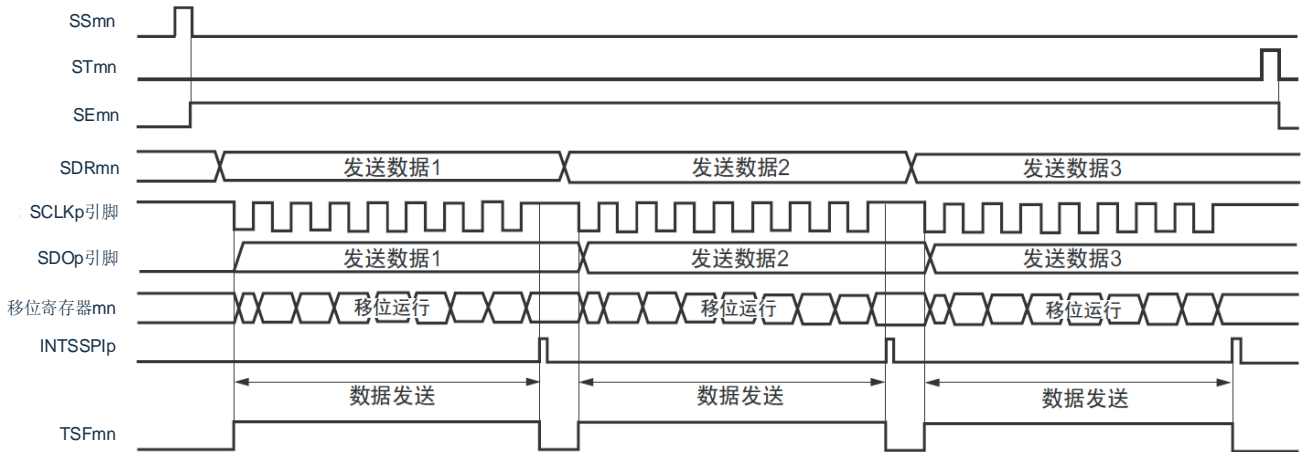 SSmn
STmn
SEmn
SDRmn 发送数据1 发送数据2 发送数据3
SCLKp引脚
SDOp引脚 发送数据1 发送数据2 发送数据3
移位寄存器mn 移位运行 移位运行 移位运行
INTSSPIp
数据发送 数据发送 数据发送
TSFmn